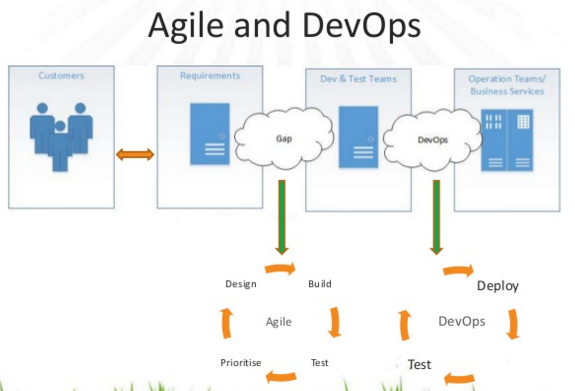 Agile and DevOps
Customers
Requirements
Dev & Test Teams
Operation Teams/
Business Services
Gap
DevOps
Design
Build
Deploy
Agile
DevOps
Prioritise
Test
Test